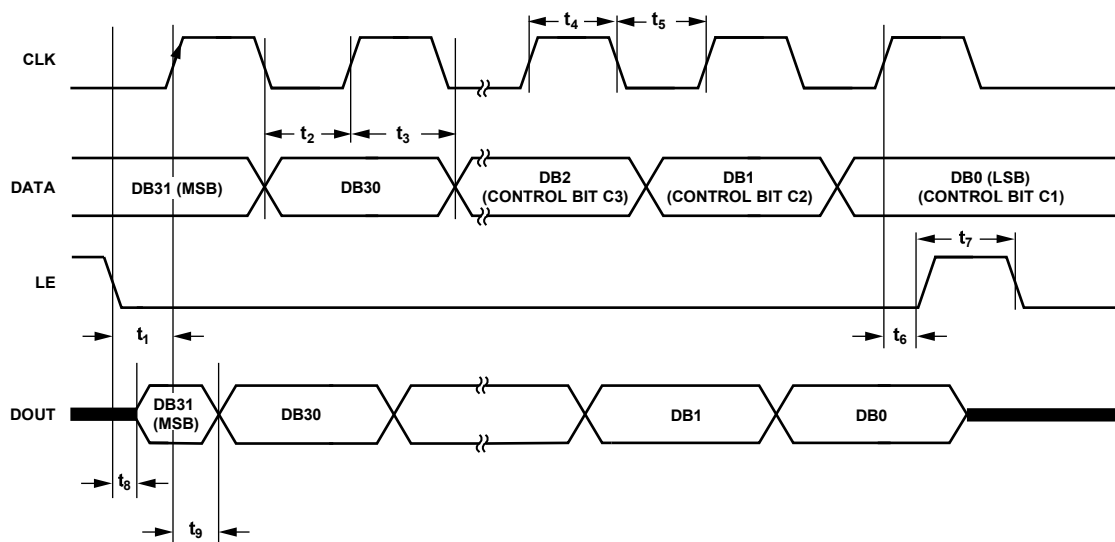 t4
t5
CLK
t2
t3
DATA
DB31 (MSB)
DB30
DB2
(CONTROL BIT C3)
DB1
(CONTROL BIT C2)
DB0 (LSB)
(CONTROL BIT C1)
t7
LE
t1
t6
DOUT
DB31
(MSB)
DB30
DB1
DB0
t8
t9